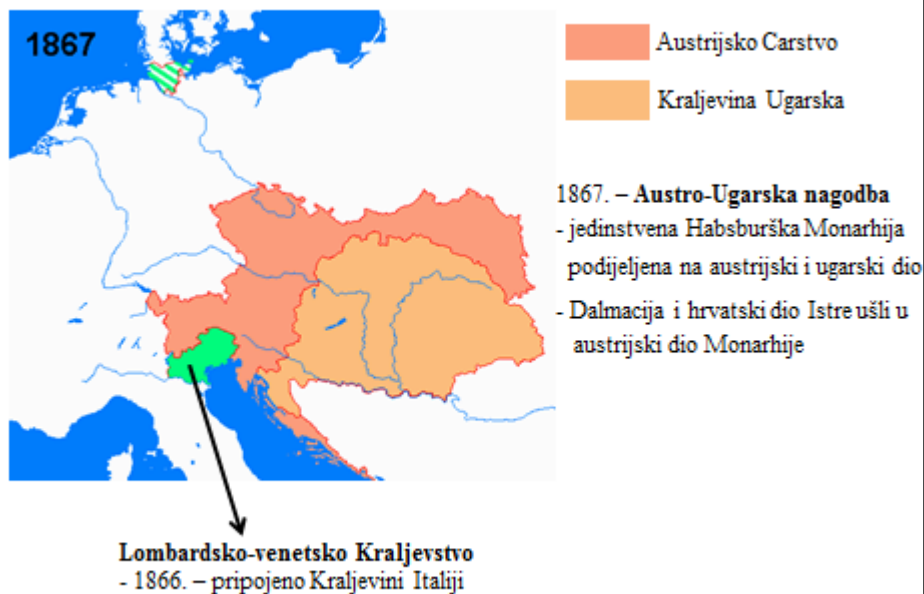 1867
Austrijsko Carstvo
Kraljevina Ugarska
1867. – Austro-Ugarska nagodba
- jedinstvena Habsburška Monarhija
podijeljena na austrijski i ugarski dio
- Dalmacija i hrvatski dio Istre ušli u
austrijski dio Monarhije
Lombardsko-venetsko Kraljevstvo
- 1866. – pripojeno Kraljevini Italiji